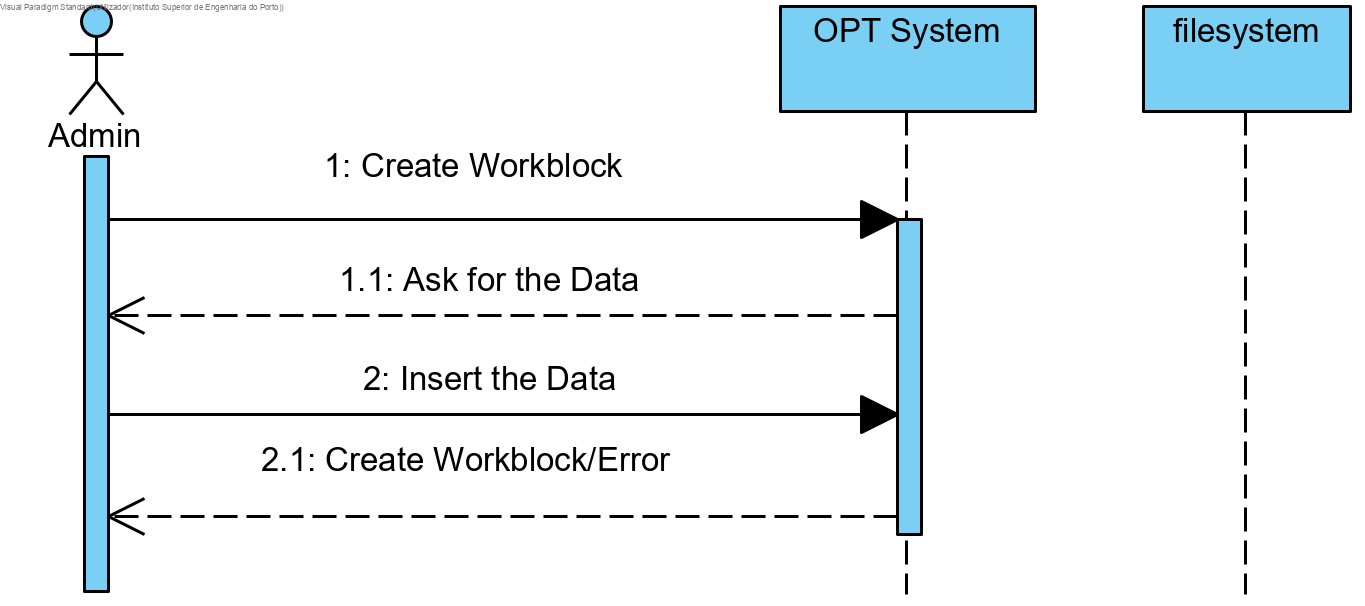 Visual Paradigm Standard(Utilizador(Instituto Superior de Engenharia do Porto))
OPT System
filesystem
Admin
1: Create Workblock
1.1: Ask for the Data
2: Insert the Data
2.1: Create Workblock/Error